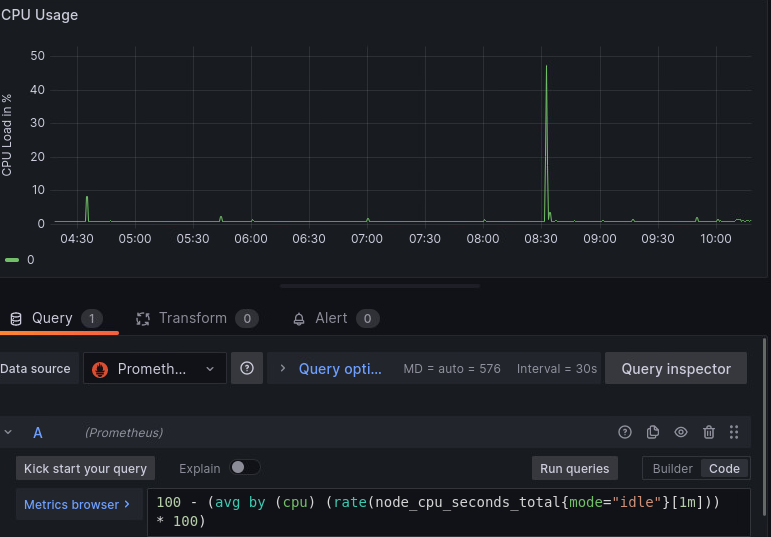 CPU Usage
CPU Load in %
50
40
30
20
10
0
04:30 05:00 05:30 06:00 06:30 07:00 07:30 08:00 08:30 09:00 09:30 10:00
0
Query 1 Transform 0 Alert 0
Data source Prometh... Query opti... MD = auto = 576 Interval = 30s Query inspector
A (Prometheus)
Kick start your query Explain Run queries Builder Code
Metrics browser > 100 - (avg by (cpu) (rate(node_cpu_seconds_total{mode="idle"}[1m]))
* 100)